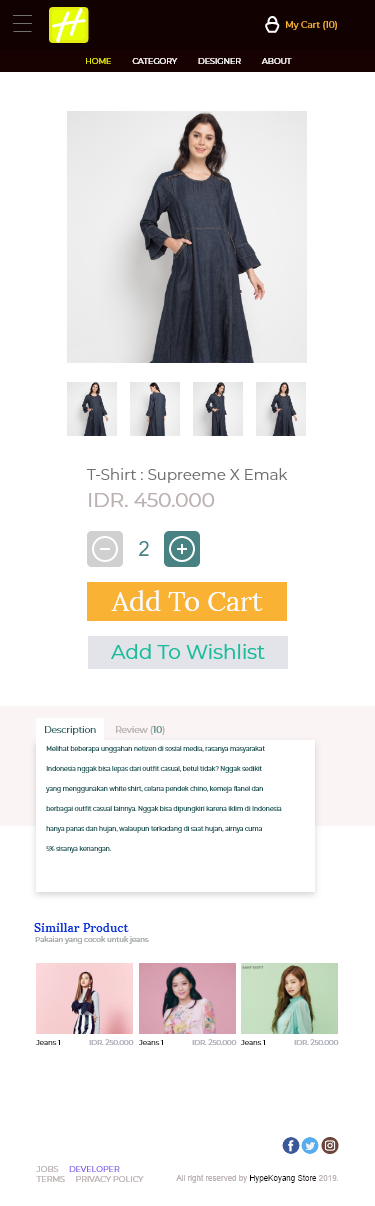 My Cart (10)
HOME CATEGORY DESIGNER ABOUT
T-Shirt : Supreeme X Emak
IDR. 450.000
2
Add To Cart
Add To Wishlist
Description Review (10)
Melihat beberapa unggahan netizen di sosial media, rasanya masyarakat
Indonesia nggak bisa lepas dari outfit casual, betul tidak? Nggak sedikit
yang menggunakan white shirt, celana pendek chino, kemeja flanel dan
berbagai outfit casual lainnya. Nggak bisa dipungkiri karena iklim di Indonesia
hanya panas dan hujan, walaupun terkadang di saat hujan, airnya cuma
5% sisanya kenangan.
Simillar Product
Pakaian yang cocok untuk jeans
Jeans 1 IDR. 250.000 Jeans 1 IDR. 250.000 Jeans 1 IDR. 250.000
JOBS DEVELOPER
TERMS PRIVACY POLICY
All right reserved by HypeKoyang Store 2019.